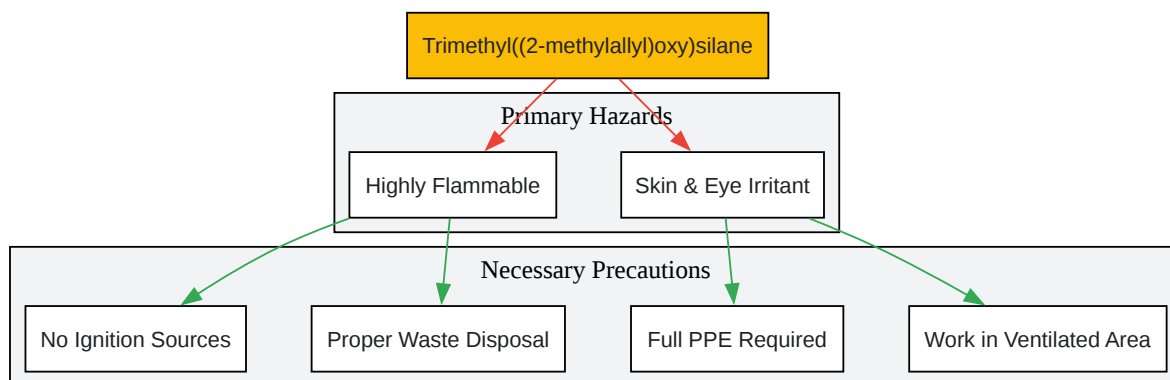 Trimethyl((2-methylallyl)oxy)silane
Primary Hazards
Highly Flammable
Skin & Eye Irritant
Necessary Precautions
No Ignition Sources
Proper Waste Disposal
Full PPE Required
Work in Ventilated Area